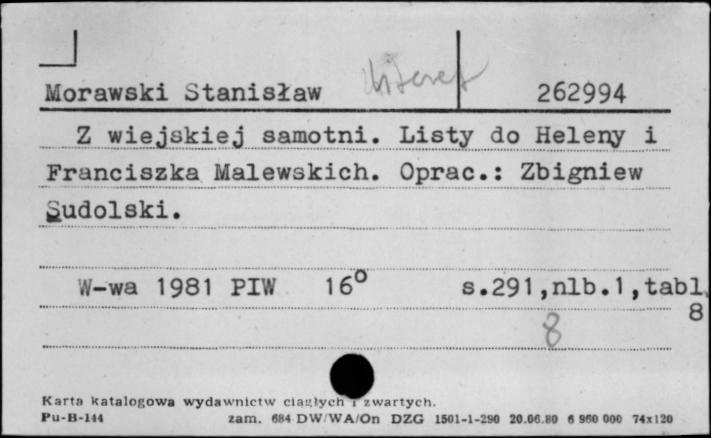 Morawski Stanisław 262994
Z wiejskiej samotni. Listy do Heleny i
Franciszka Malewskich. Oprac.: Zbigniew
Sudolski.
W-wa 1981 PIW 16° s.291,nlb.1,tabl.
8
8
Karta katalogowa wydawnictw ciągłych i zwartych.
Pu-B-144 zam. 684 DW/WA/On DZG 1501-1-290 20.06.80 6 960 000 74x120